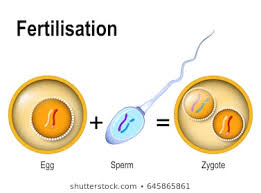 Fertilisation
+ =
Egg Sperm Zygote
shutterstock.com • 645865861